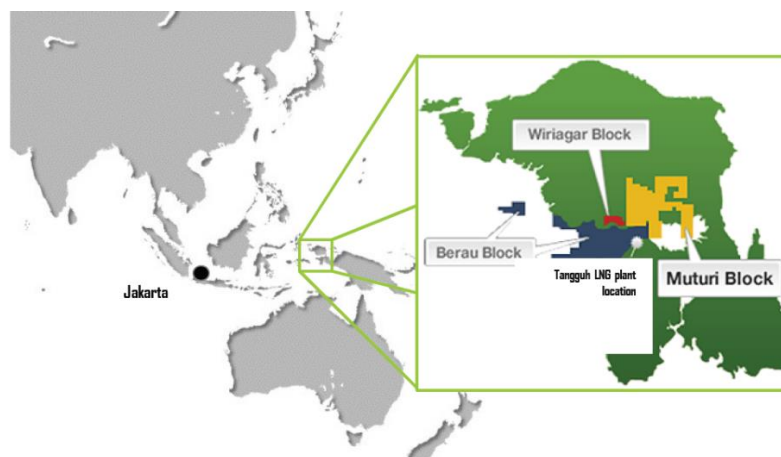 Jakarta
Wiriagar Block
Berau Block
Tangguh LNG plant
location
Muturi Block